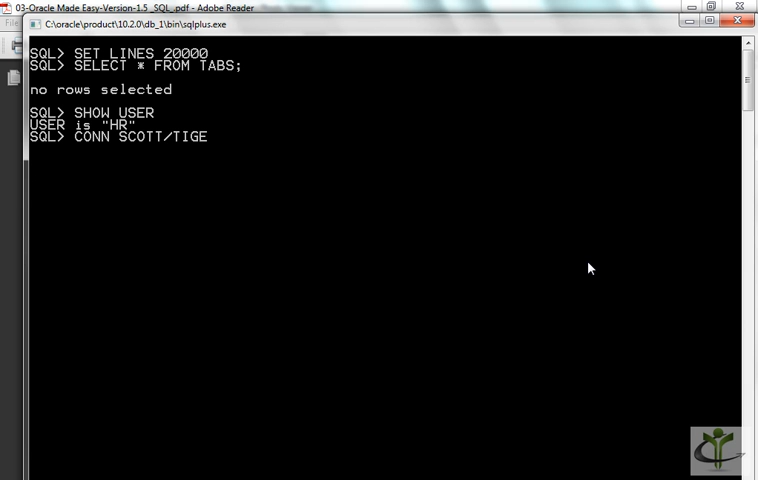 03-Oracle Made Easy-Version-1.5 _SQL_.pdf - Adobe Reader
File
C:\oracle\product\10.2.0\db_1\bin\sqlplus.exe
SQL> SET LINES 20000
SQL> SELECT * FROM TABS;
no rows selected
SQL> SHOW USER
USER is "HR"
SQL> CONN SCOTT/TIGE